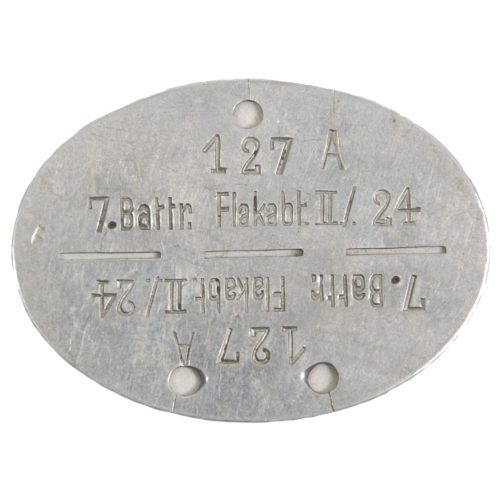 127 A
7. Battr. Flakabt. II/. 24
7. Battr. Flakabt. II/. 24
127 A